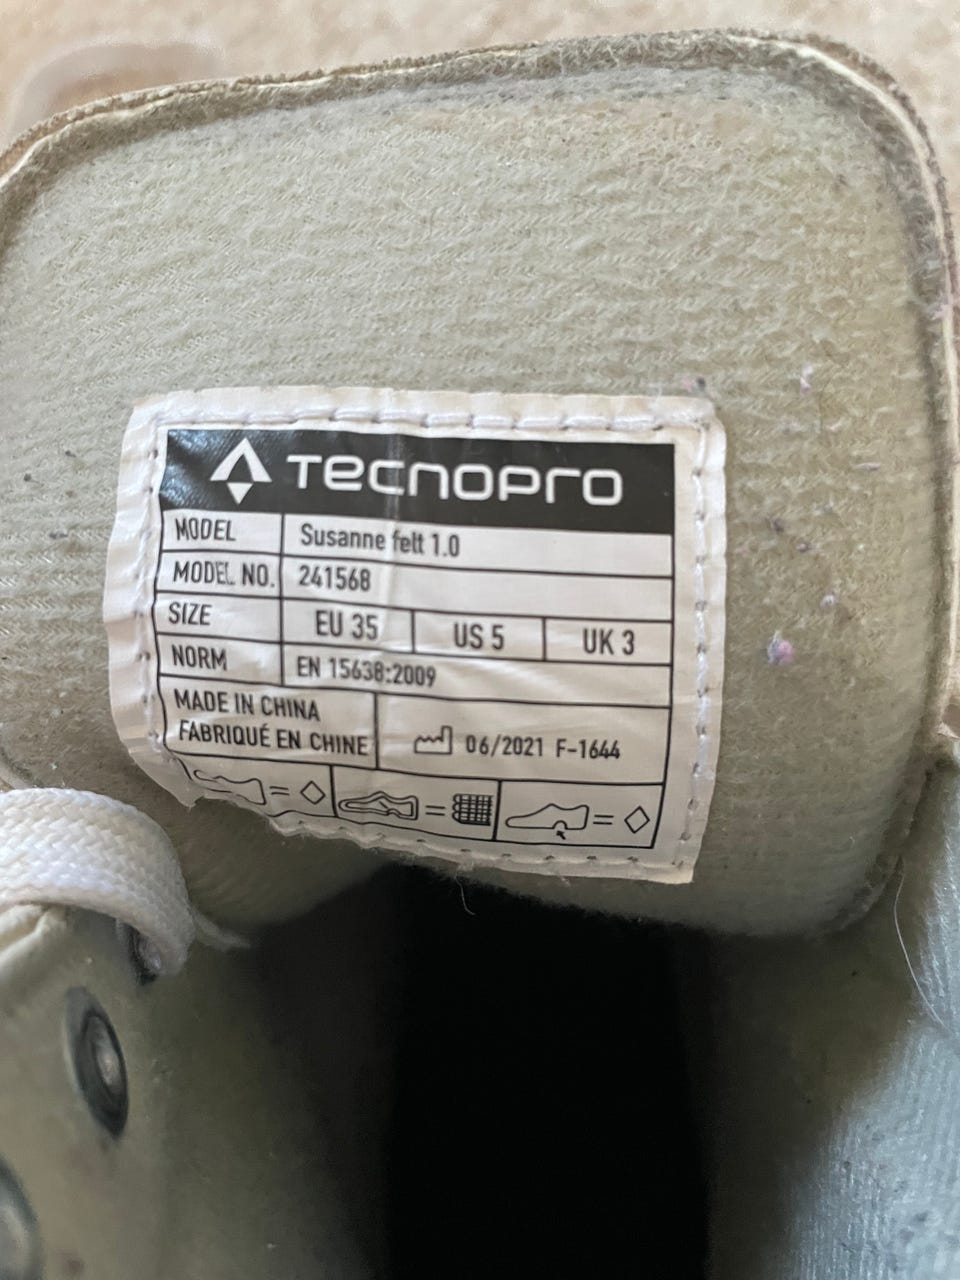 Tecnopro
MODEL Susanne felt 1.0
MODEL NO. 241568
SIZE EU 35 US 5 UK 3
NORM EN 15638:2009
MADE IN CHINA
FABRIQUÉ EN CHINE
06/2021 F-1644
= = =